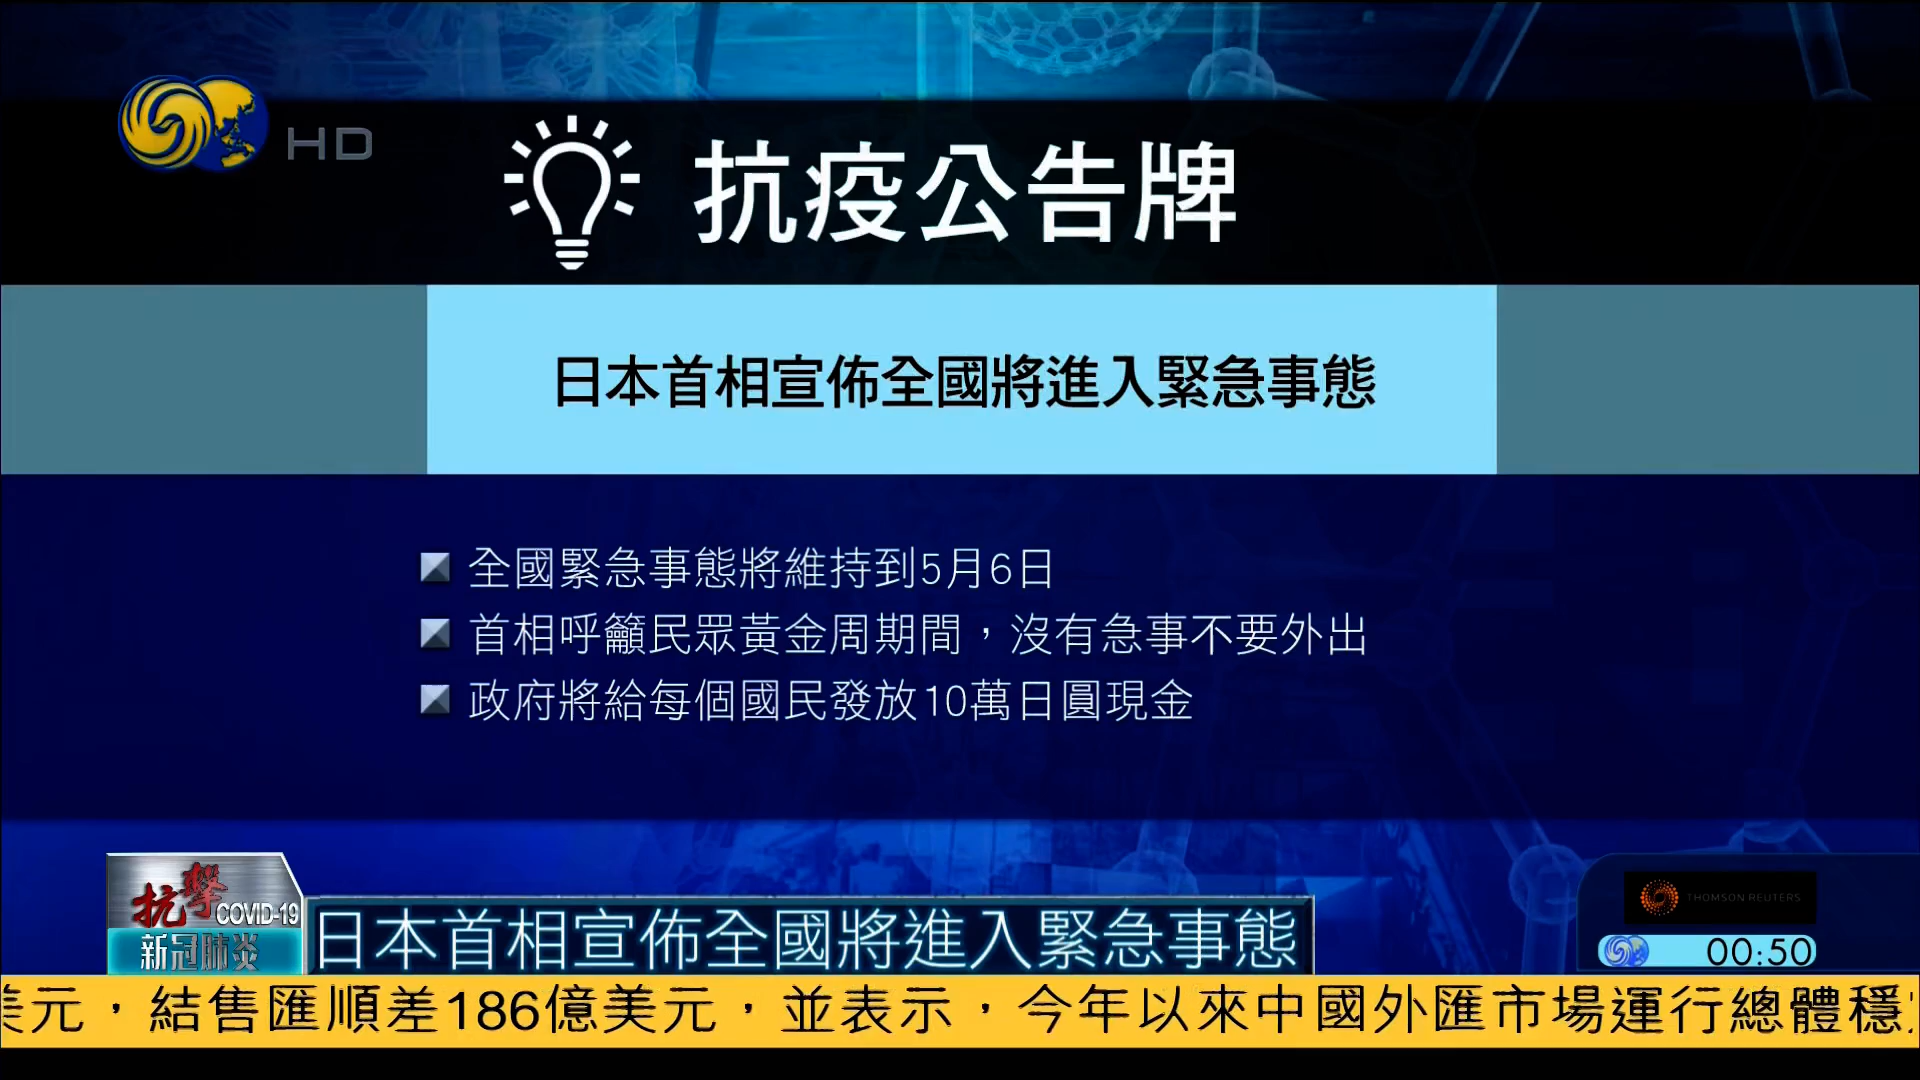 HD
抗疫公告牌
日本首相宣佈全國將進入緊急事態
全國緊急事態將維持到5月6日
首相呼籲民眾黃金周期間，沒有急事不要外出
政府將給每個國民發放10萬日圓現金
抗擊
COVID-19
新冠肺炎
日本首相宣佈全國將進入緊急事態
THOMSON REUTERS
00:50
美元，結售匯順差186億美元，並表示，今年以來中國外匯市場運行總體穩